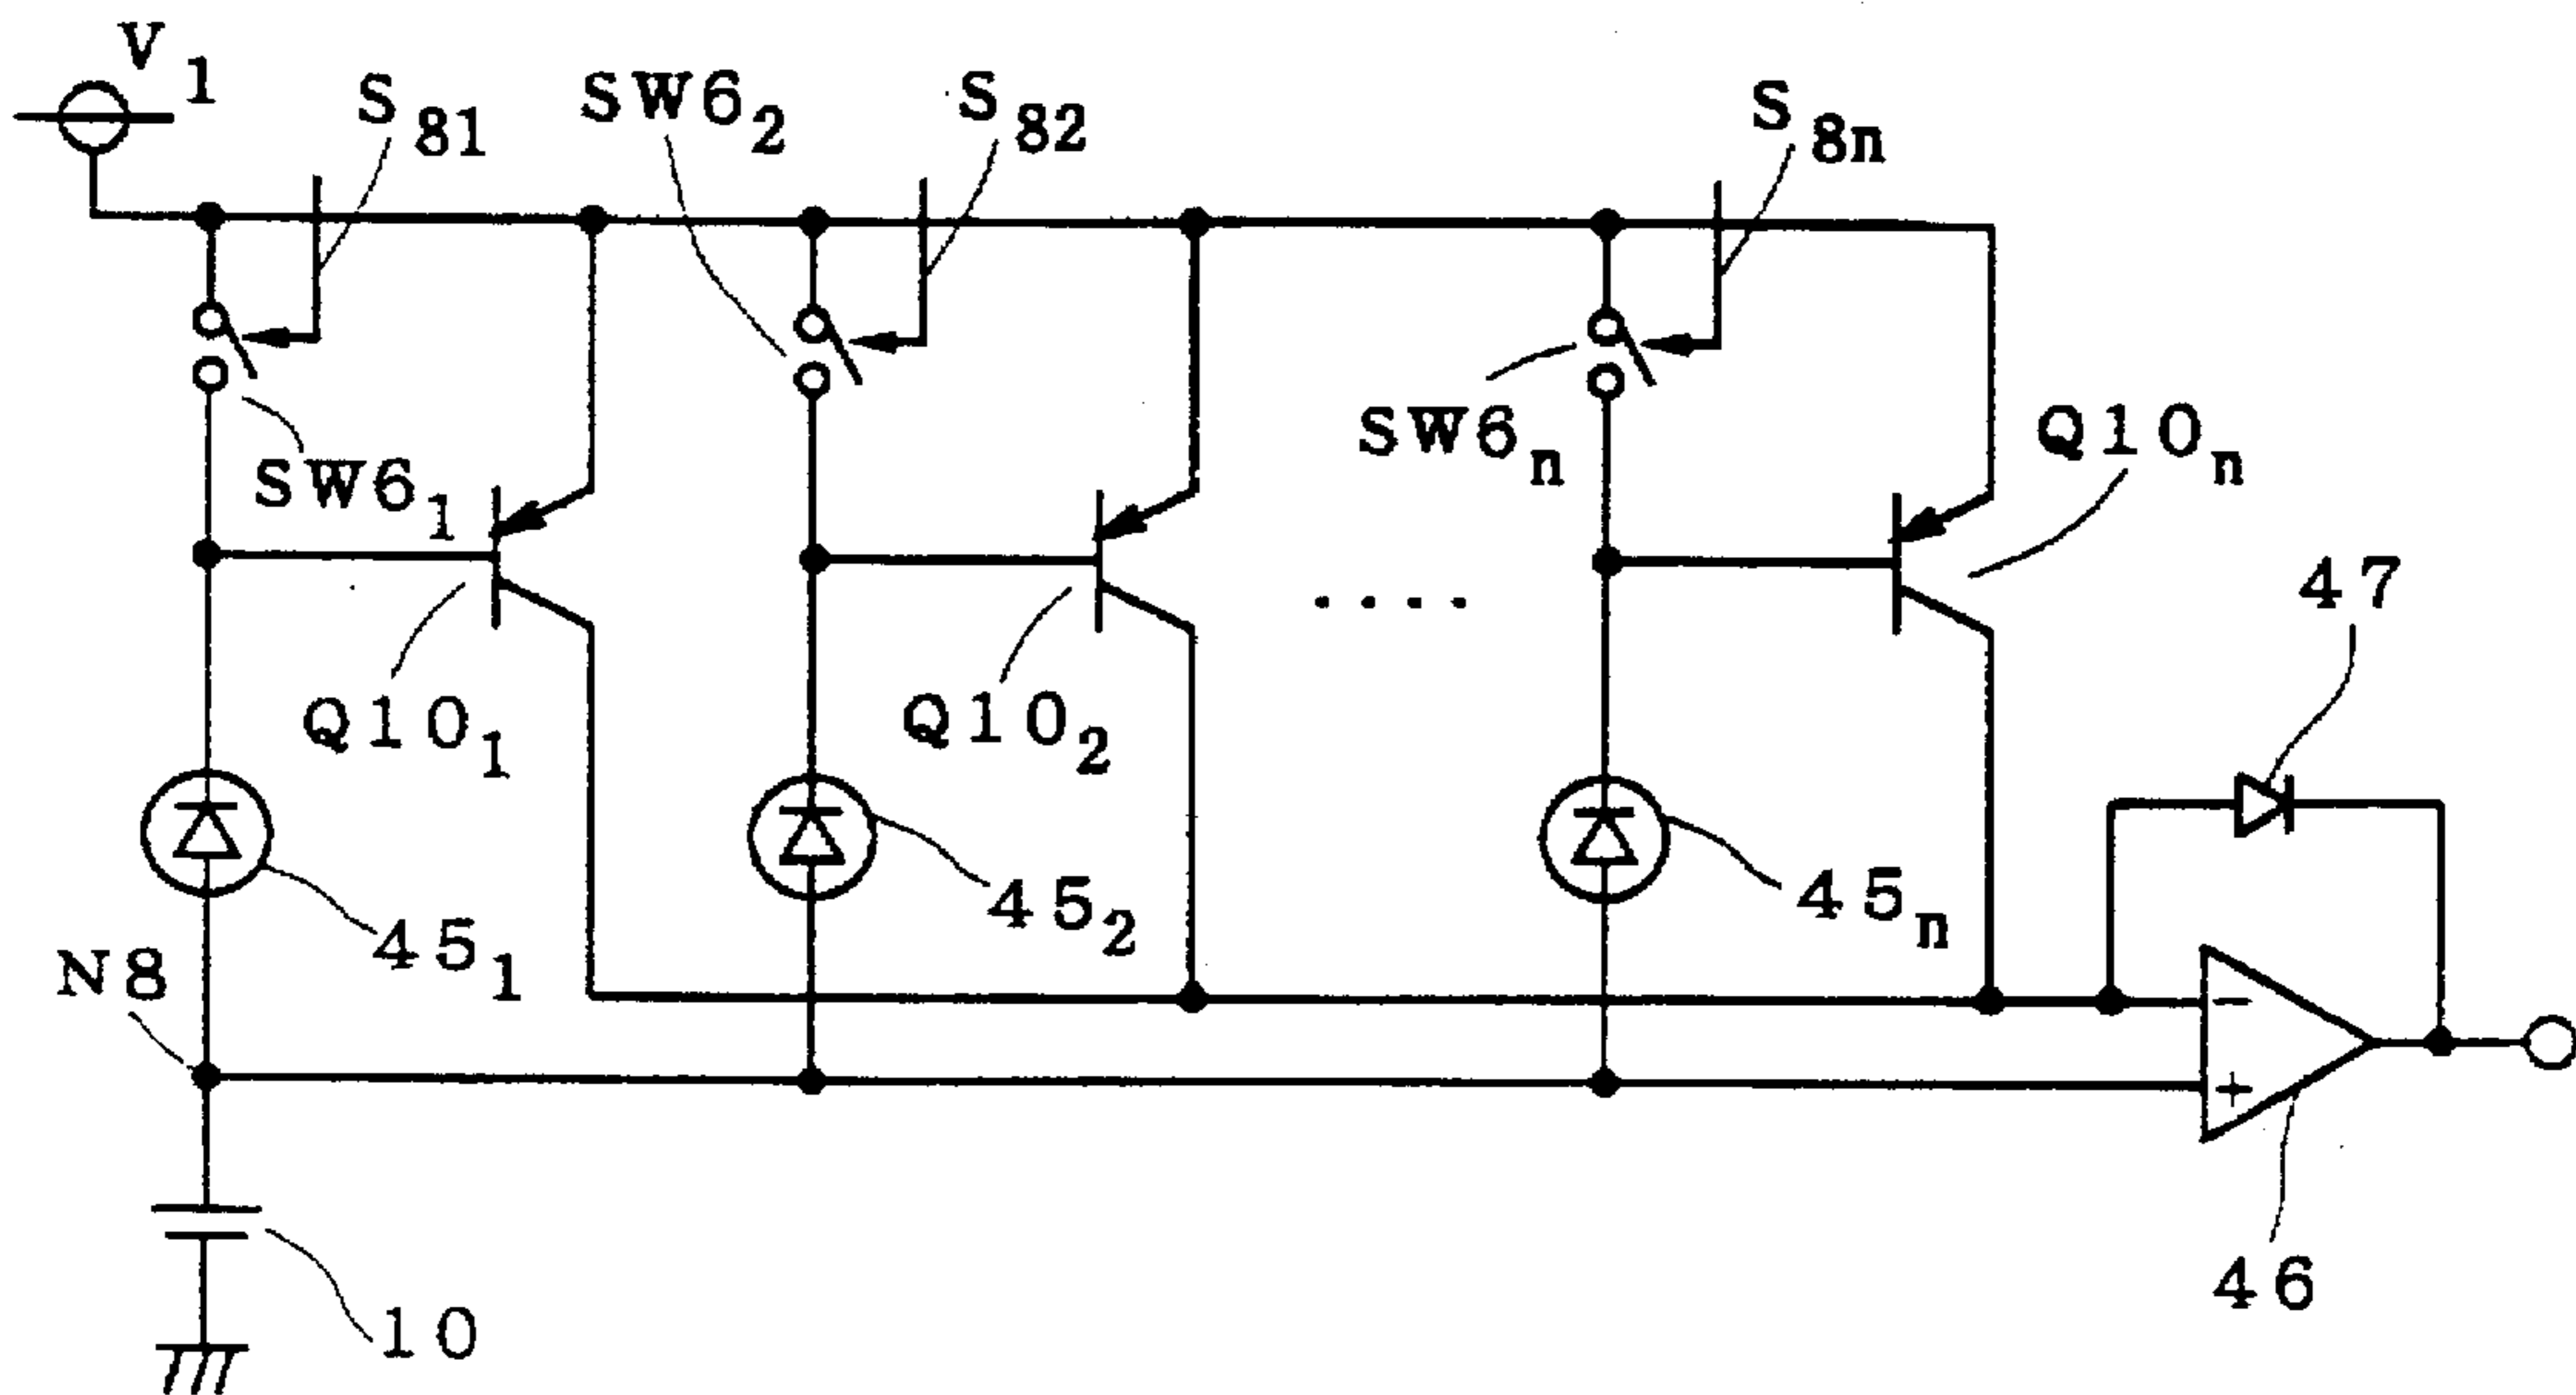 V₁
S₈₁
SW6₂
S₈₂
S₈ₙ
SW6₁
SW6ₙ
Q10ₙ
Q10₁
Q10₂
. . . .
47
45₁
45₂
45ₙ
N8
−
+
46
10